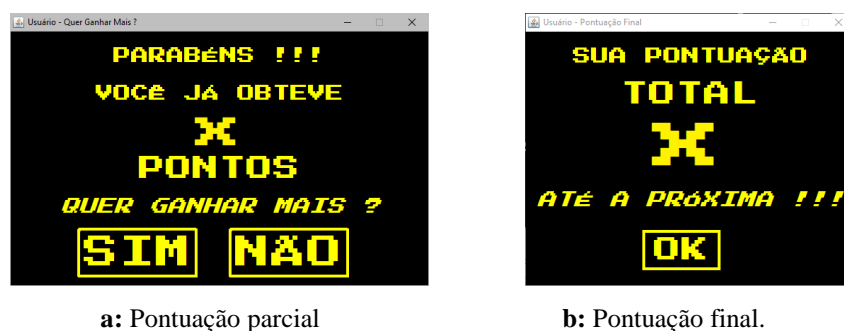 Usuário - Quer Ganhar Mais ?
PARABéNS !!!
VOCê Já OBTEVE
X
PONTOS
QUER GANHAR MAIS ?
SIM NÃO
a: Pontuação parcial
Usuário - Pontuação Final
SUA PONTUAÇÃO
TOTAL
X
ATÉ A PRóXIMA !!!
OK
b: Pontuação final.